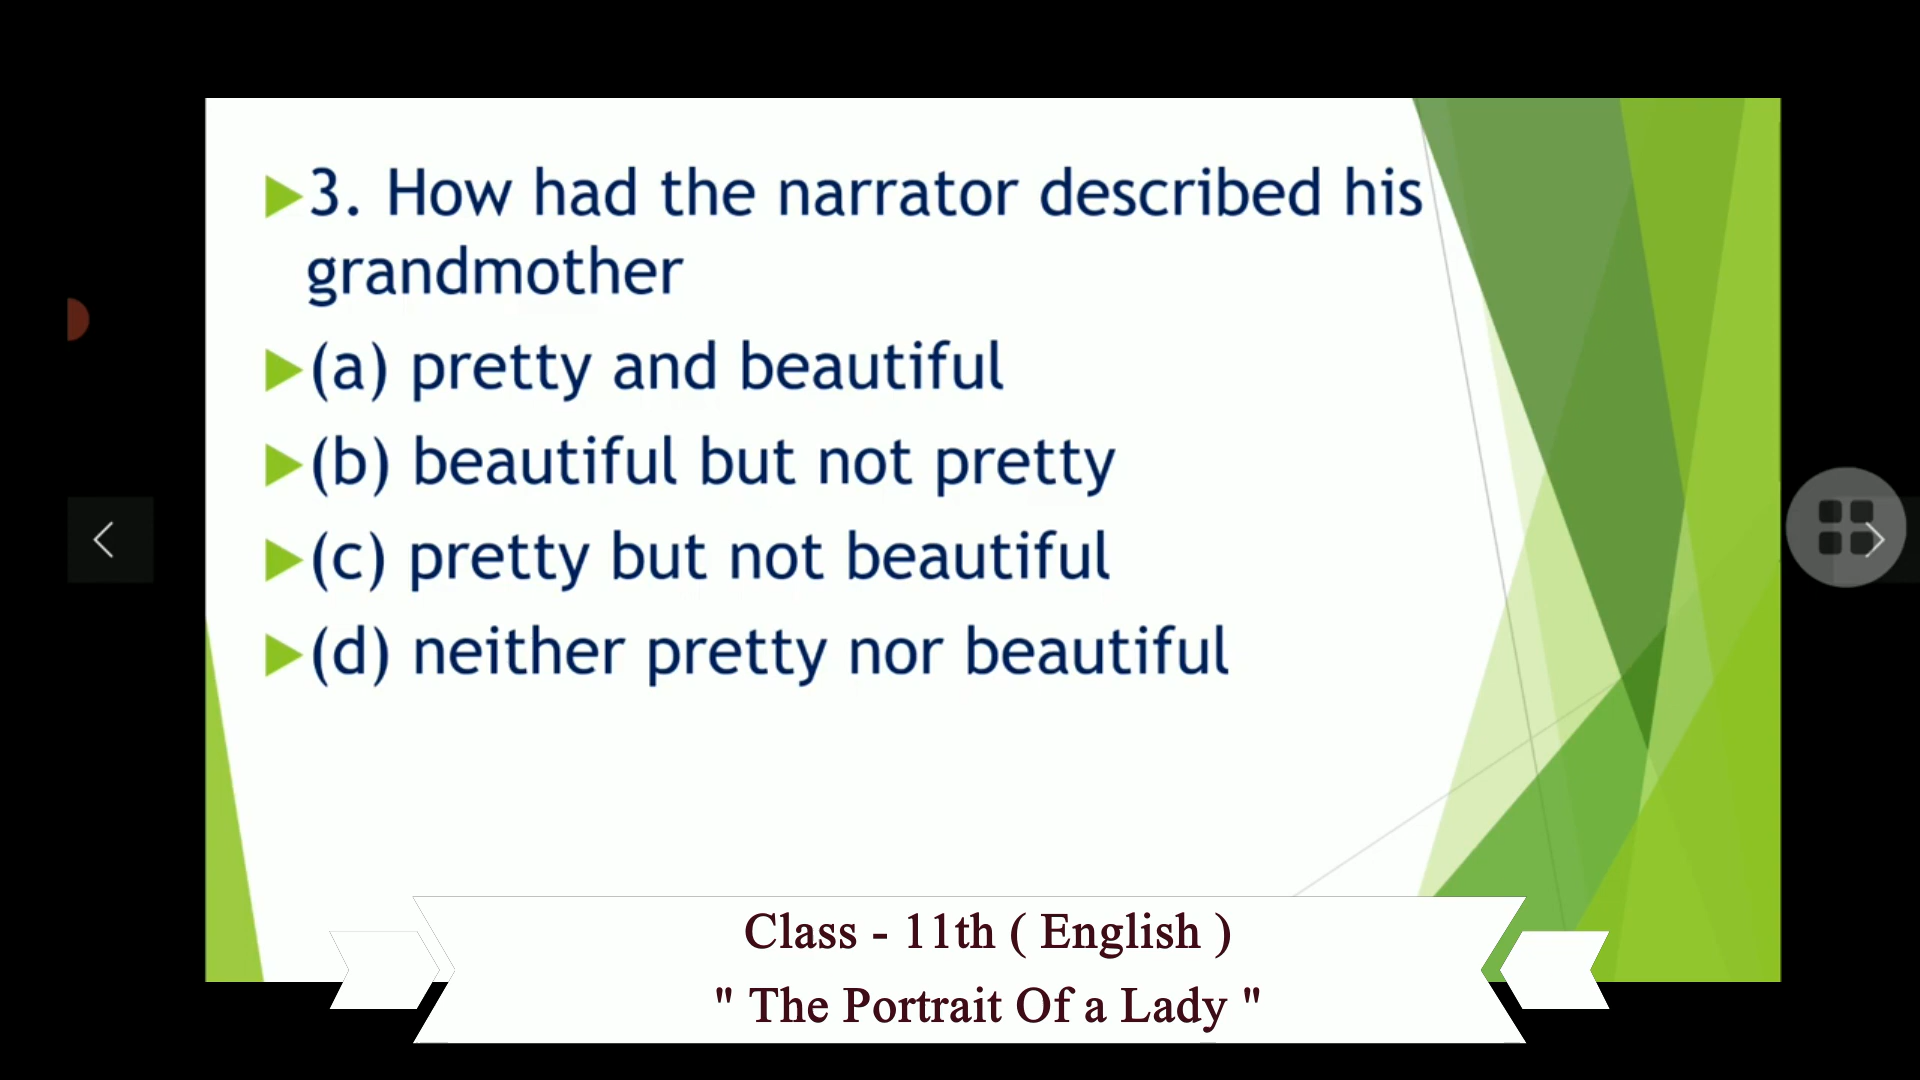 3. How had the narrator described his
grandmother
(a) pretty and beautiful
(b) beautiful but not pretty
(c) pretty but not beautiful
(d) neither pretty nor beautiful
Class - 11th ( English )
" The Portrait Of a Lady "